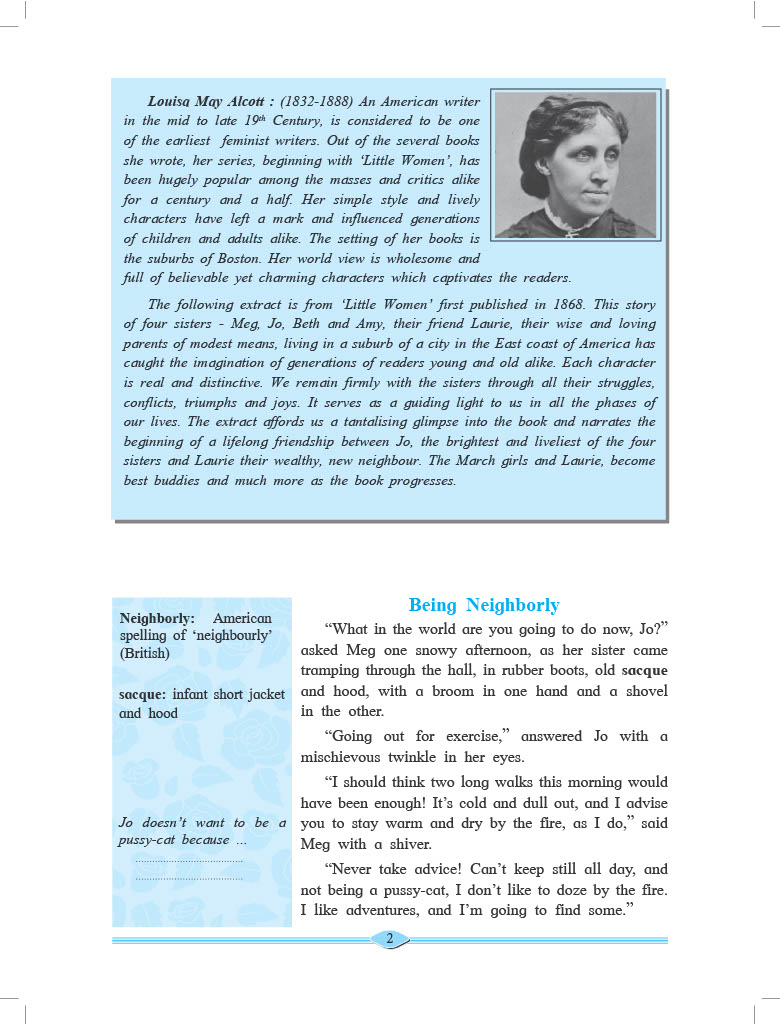 Louisa May Alcott : (1832-1888) An American writer
in the mid to late 19th Century, is considered to be one
of the earliest feminist writers. Out of the several books
she wrote, her series, beginning with ‘Little Women’, has
been hugely popular among the masses and critics alike
for a century and a half. Her simple style and lively
characters have left a mark and influenced generations
of children and adults alike. The setting of her books is
the suburbs of Boston. Her world view is wholesome and
full of believable yet charming characters which captivates the readers.
The following extract is from ‘Little Women’ first published in 1868. This story
of four sisters - Meg, Jo, Beth and Amy, their friend Laurie, their wise and loving
parents of modest means, living in a suburb of a city in the East coast of America has
caught the imagination of generations of readers young and old alike. Each character
is real and distinctive. We remain firmly with the sisters through all their struggles,
conflicts, triumphs and joys. It serves as a guiding light to us in all the phases of
our lives. The extract affords us a tantalising glimpse into the book and narrates the
beginning of a lifelong friendship between Jo, the brightest and liveliest of the four
sisters and Laurie their wealthy, new neighbour. The March girls and Laurie, become
best buddies and much more as the book progresses.
Neighborly: American
spelling of ‘neighbourly’
(British)
sacque: infant short jacket
and hood
Jo doesn’t want to be a
pussy-cat because ...
.......................................
.......................................
Being Neighborly
“What in the world are you going to do now, Jo?”
asked Meg one snowy afternoon, as her sister came
tramping through the hall, in rubber boots, old sacque
and hood, with a broom in one hand and a shovel
in the other.
“Going out for exercise,” answered Jo with a
mischievous twinkle in her eyes.
“I should think two long walks this morning would
have been enough! It’s cold and dull out, and I advise
you to stay warm and dry by the fire, as I do,” said
Meg with a shiver.
“Never take advice! Can’t keep still all day, and
not being a pussy-cat, I don’t like to doze by the fire.
I like adventures, and I’m going to find some.”
2